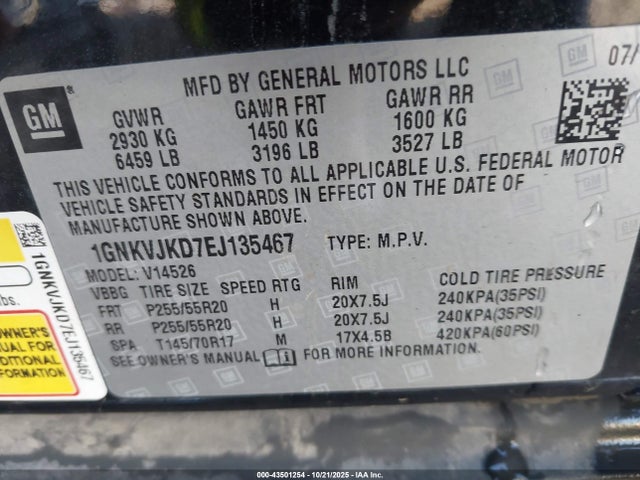 MFD BY GENERAL MOTORS LLC
07/
GM
GVWR GAWR FRT GAWR RR
2930 KG 1450 KG 1600 KG
6459 LB 3196 LB 3527 LB
THIS VEHICLE CONFORMS TO ALL APPLICABLE U.S. FEDERAL MOTOR
VEHICLE SAFETY STANDARDS IN EFFECT ON THE DATE OF
MANUFACTURE SHOWN ABOVE.
1GNKVJKD7EJ135467 TYPE: M.P.V.
MODEL: V14526
VBBG TIRE SIZE SPEED RTG RIM COLD TIRE PRESSURE
FRT P255/55R20 H 20X7.5J 240KPA(35PSI)
RR P255/55R20 H 20X7.5J 240KPA(35PSI)
SPA T145/70R17 M 17X4.5B 420KPA(60PSI)
SEE OWNER'S MANUAL FOR MORE INFORMATION.
1GNKVJKD7EJ135467
lbs.
OWNER'S
MANUAL FOR
ADDITIONAL
FORMATION
© 00-43501254 - 10/21/2025 - IAA Inc.